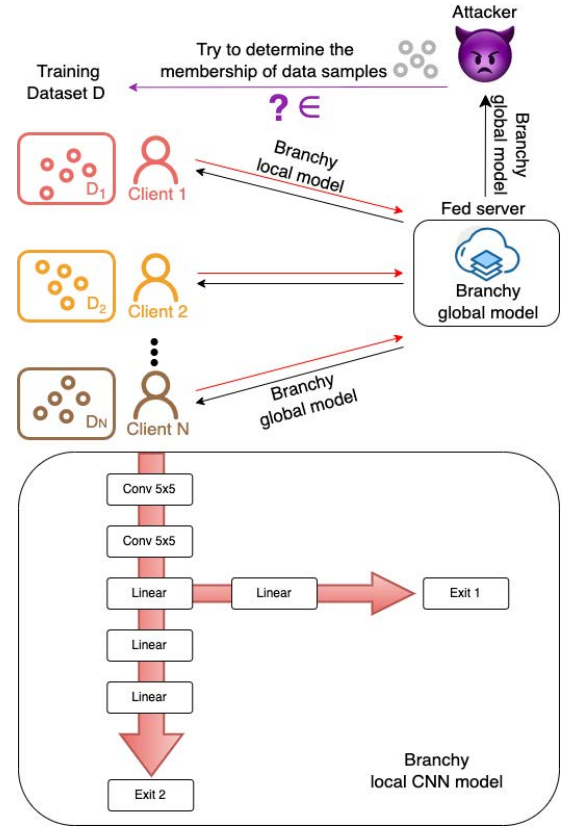 Attacker
Try to determine the
membership of data samples
? ∈
Training
Dataset D
Branchy
global model
D1
Client 1
Branchy
local model
Fed server
Branchy
global model
D2
Client 2
DN
Client N
Branchy
global model
Conv 5x5
Conv 5x5
Linear
Linear
Exit 1
Linear
Linear
Exit 2
Branchy
local CNN model